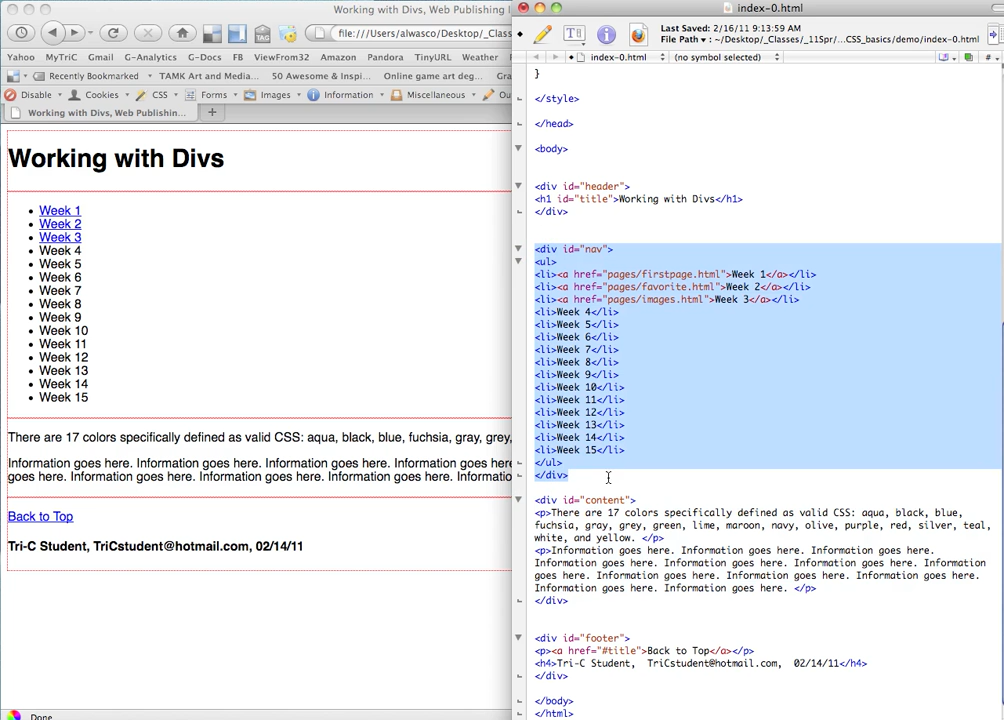 Working with Divs, Web Publishing I
file:///Users/alwasco/Desktop/_Class
Yahoo MyTriC Gmail G-Analytics G-Docs FB ViewFrom32 Amazon Pandora TinyURL Weather
Recently Bookmarked TAMK Art and Media... 50 Awesome & Inspi... Online game art deg...
Disable Cookies CSS Forms Images Information Miscellaneous Ou
Working with Divs, Web Publishin...
Working with Divs
Week 1
Week 2
Week 3
Week 4
Week 5
Week 6
Week 7
Week 8
Week 9
Week 10
Week 11
Week 12
Week 13
Week 14
Week 15
There are 17 colors specifically defined as valid CSS: aqua, black, blue, fuchsia, gray, grey,
Information goes here. Information goes here. Information goes here. Information goes here
goes here. Information goes here. Information goes here. Information goes here. Information
Back to Top
Tri-C Student, TriCstudent@hotmail.com, 02/14/11
Done
index-0.html
Last Saved: 2/16/11 9:13:59 AM
File Path : ~/Desktop/_Classes/_11Spr/...CSS_basics/demo/index-0.html
index-0.html (no symbol selected) #
}
</style>
</head>
<body>
<div id="header">
<h1 id="title">Working with Divs</h1>
</div>
<div id="nav">
<ul>
<li><a href="pages/firstpage.html">Week 1</a></li>
<li><a href="pages/favorite.html">Week 2</a></li>
<li><a href="pages/images.html">Week 3</a></li>
<li>Week 4</li>
<li>Week 5</li>
<li>Week 6</li>
<li>Week 7</li>
<li>Week 8</li>
<li>Week 9</li>
<li>Week 10</li>
<li>Week 11</li>
<li>Week 12</li>
<li>Week 13</li>
<li>Week 14</li>
<li>Week 15</li>
</ul>
</div>
<div id="content">
<p>There are 17 colors specifically defined as valid CSS: aqua, black, blue,
fuchsia, gray, grey, green, lime, maroon, navy, olive, purple, red, silver, teal,
white, and yellow. </p>
<p>Information goes here. Information goes here. Information goes here.
Information goes here. Information goes here. Information goes here. Information
goes here. Information goes here. Information goes here. Information goes here.
Information goes here. Information goes here. </p>
</div>
<div id="footer">
<p><a href="#title">Back to Top</a></p>
<h4>Tri-C Student, TriCstudent@hotmail.com, 02/14/11</h4>
</div>
</body>
</html>